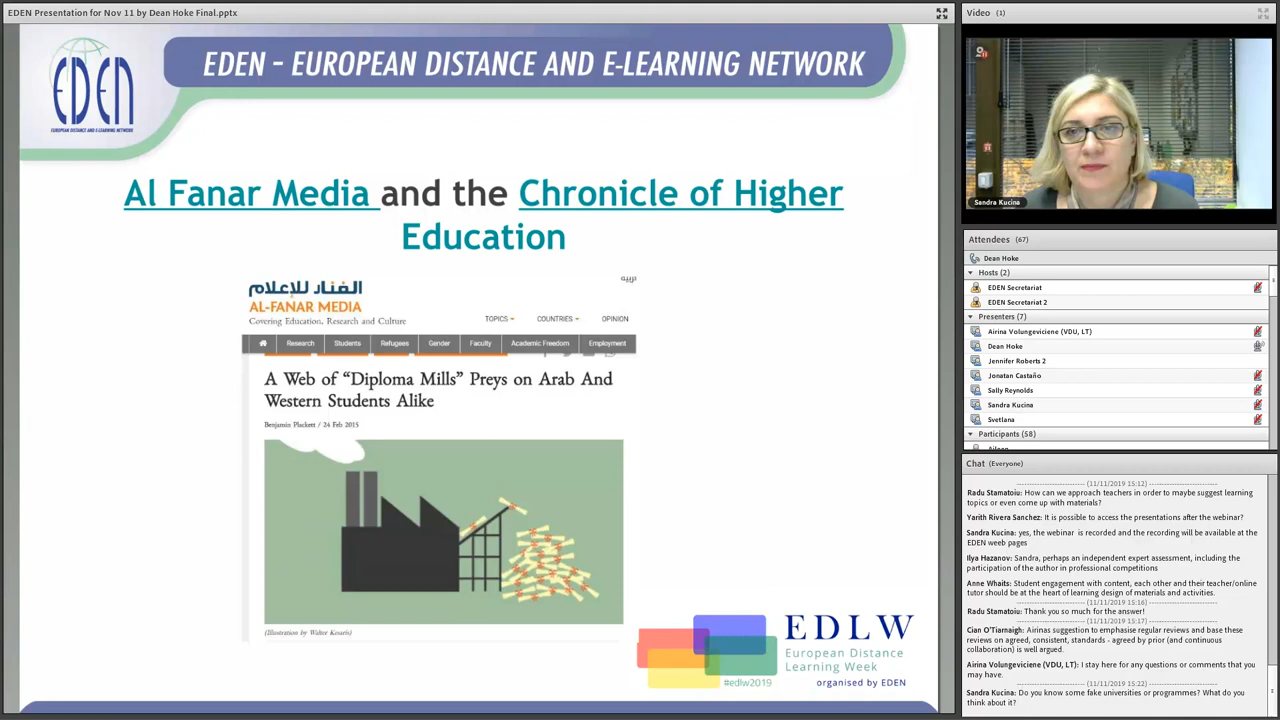 EDEN Presentation for Nov 11 by Dean Hoke Final.pptx
EDEN
EUROPEAN DISTANCE AND E-LEARNING NETWORK
EDEN - EUROPEAN DISTANCE AND E-LEARNING NETWORK
Al Fanar Media and the Chronicle of Higher
Education
الفنار للإعلام
AL-FANAR MEDIA
Covering Education, Research and Culture
TOPICS COUNTRIES OPINION
Research Students Refugees Gender Faculty Academic Freedom Employment
A Web of “Diploma Mills” Preys on Arab And
Western Students Alike
Benjamin Plackett / 24 Feb 2015
(Illustration by Walter Kosaris)
EDLW
European Distance
Learning Week
#edlw2019
organised by EDEN
Video (1)
Sandra Kucina
Attendees (67)
Dean Hoke
Hosts (2)
EDEN Secretariat
EDEN Secretariat 2
Presenters (7)
Airina Volungeviciene (VDU, LT)
Dean Hoke
Jennifer Roberts 2
Jonatan Castaño
Sally Reynolds
Sandra Kucina
Svetlana
Participants (58)
Chat (Everyone)
(11/11/2019 15:12)
Radu Stamatoiu: How can we approach teachers in order to maybe suggest learning
topics or even come up with materials?
Yarith Rivera Sanchez: It is possible to access the presentations after the webinar?
Sandra Kucina: yes, the webinar is recorded and the recording will be available at the
EDEN weeb pages
Ilya Hazanov: Sandra, perhaps an independent expert assessment, including the
participation of the author in professional competitions
Anne Whaits: Student engagement with content, each other and their teacher/online
tutor should be at the heart of learning design of materials and activities.
(11/11/2019 15:16)
Radu Stamatoiu: Thank you so much for the answer!
(11/11/2019 15:17)
Cian O'Tiarnaigh: Airinas suggestion to emphasise regular reviews and base these
reviews on agreed, consistent, standards - agreed by prior (and continuous
collaboration) is well argued.
Airina Volungeviciene (VDU, LT): I stay here for any questions or comments that you
may have.
(11/11/2019 15:22)
Sandra Kucina: Do you know some fake universities or programmes? What do you
think about it?